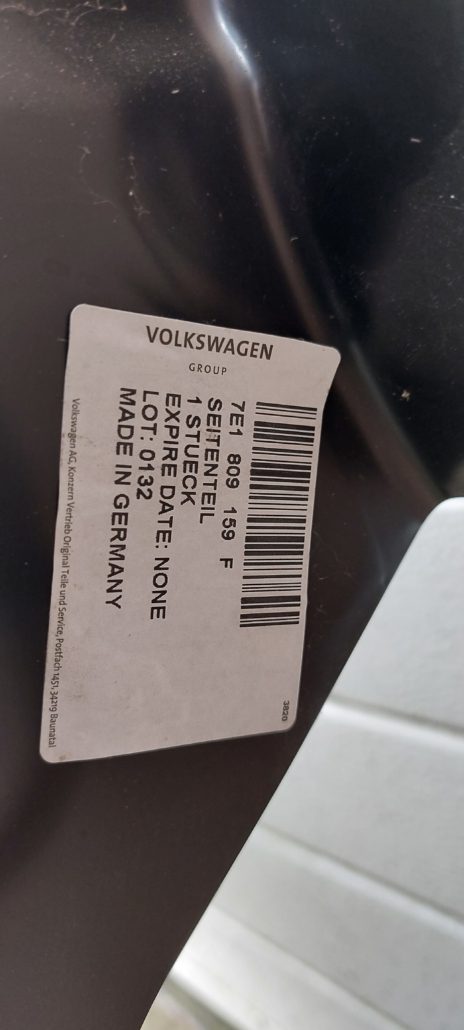 VOLKSWAGEN
GROUP
7E1 809 159 F
SEITENTEIL
1 STUECK
EXPIRE DATE: NONE
LOT: 0132
MADE IN GERMANY
3820
Volkswagen AG, Konzern Vertrieb Original Teile und Service, Postfach 1451, 34219 Baunatal